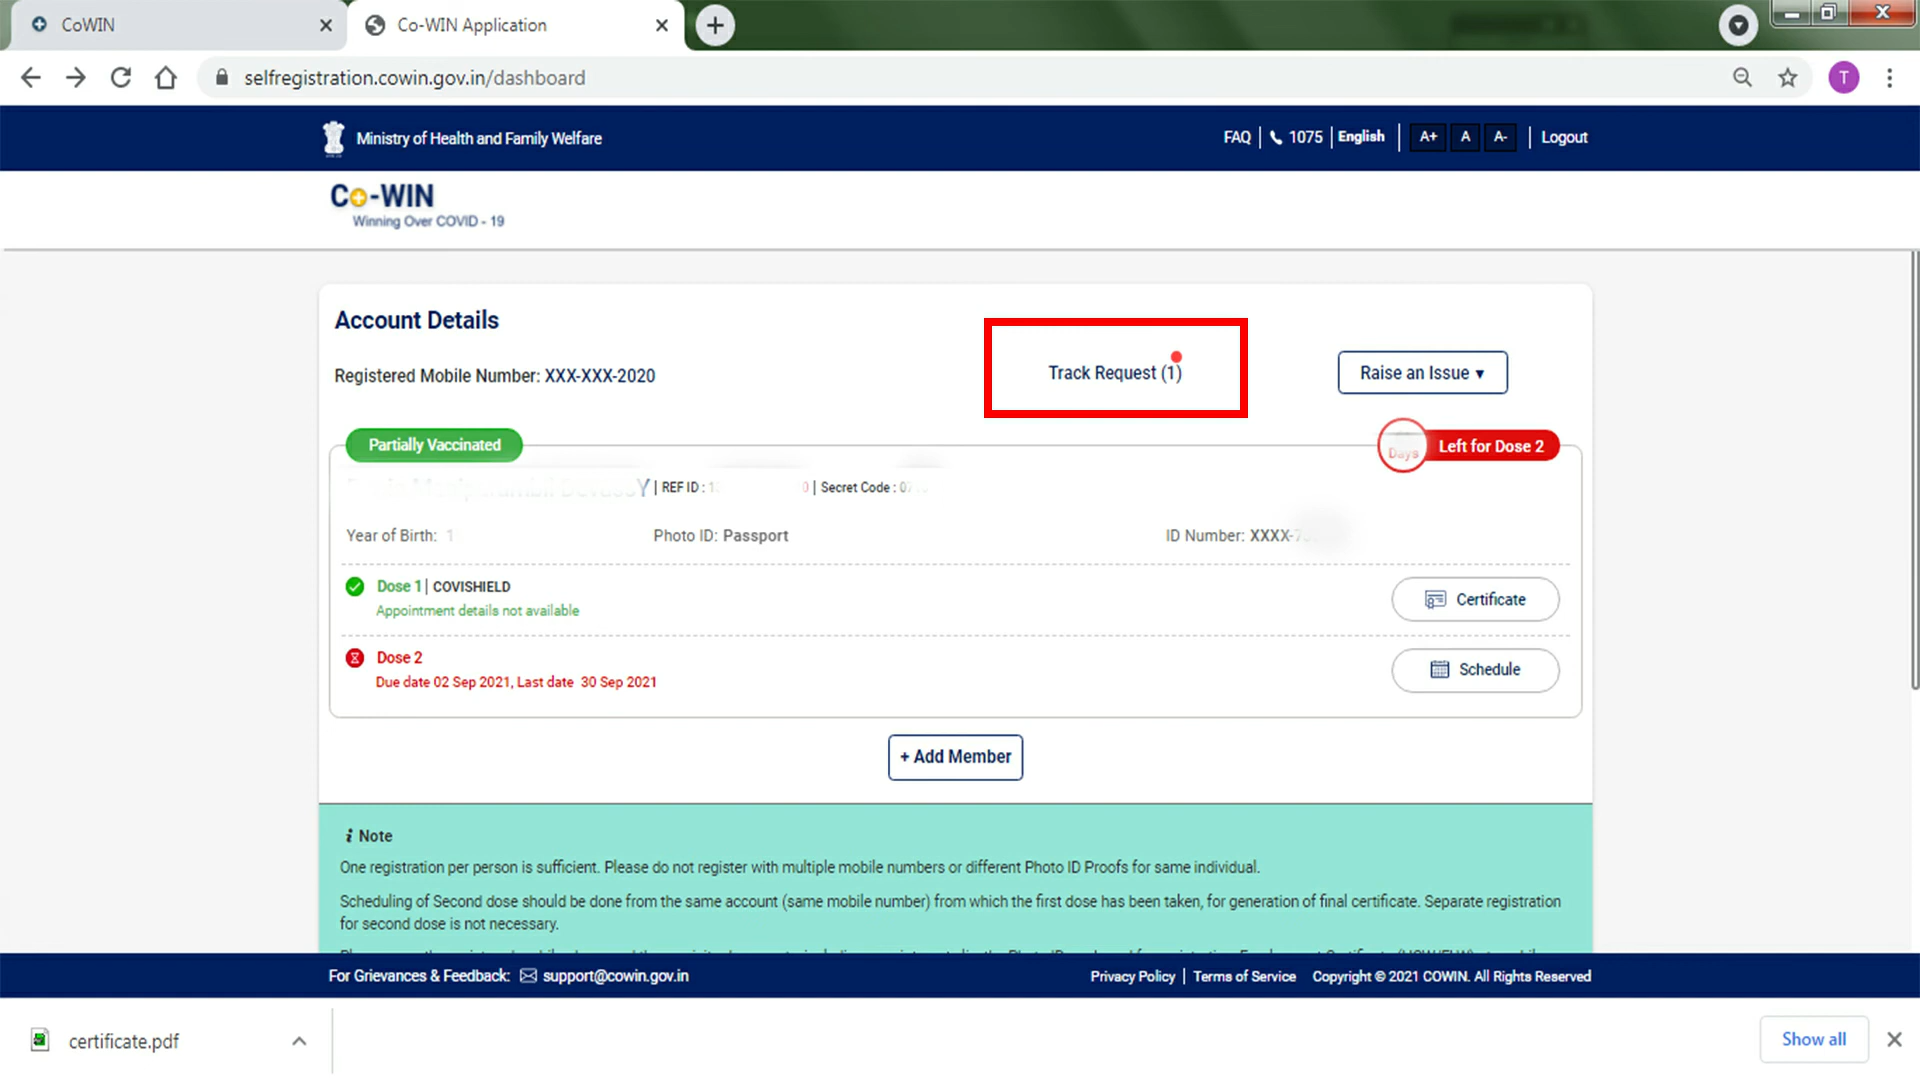 CoWIN
Co-WIN Application
selfregistration.cowin.gov.in/dashboard
T
Ministry of Health and Family Welfare
FAQ | 1075 | English | A+ A A- | Logout
Co-WIN
Winning Over COVID - 19
Account Details
Registered Mobile Number: XXX-XXX-2020
Track Request (1)
Raise an Issue ▾
Partially Vaccinated
Days Left for Dose 2
| REF ID : | Secret Code :
Year of Birth:
Photo ID: Passport
ID Number: XXXX-
Dose 1 | COVISHIELD
Appointment details not available
Certificate
Dose 2
Due date 02 Sep 2021, Last date 30 Sep 2021
Schedule
+ Add Member
i Note
One registration per person is sufficient. Please do not register with multiple mobile numbers or different Photo ID Proofs for same individual.
Scheduling of Second dose should be done from the same account (same mobile number) from which the first dose has been taken, for generation of final certificate. Separate registration
for second dose is not necessary.
For Grievances & Feedback: support@cowin.gov.in
Privacy Policy | Terms of Service Copyright © 2021 COWIN. All Rights Reserved
certificate.pdf
Show all